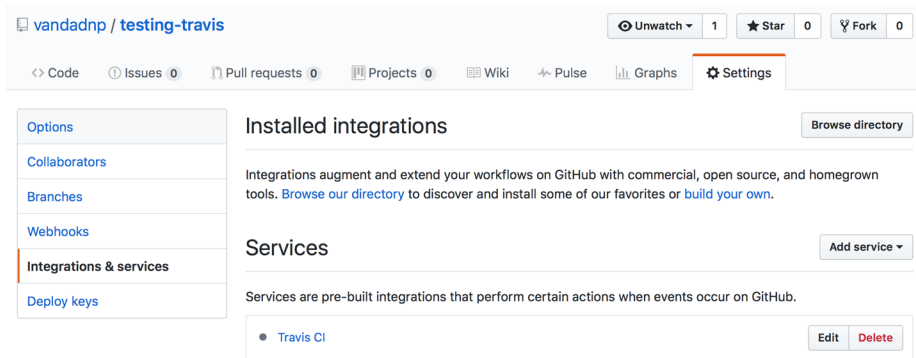 vandadnp / testing-travis
Unwatch 1 Star 0 Fork 0
Code Issues 0 Pull requests 0 Projects 0 Wiki Pulse Graphs Settings
Options
Collaborators
Branches
Webhooks
Integrations & services
Deploy keys
Installed integrations
Browse directory
Integrations augment and extend your workflows on GitHub with commercial, open source, and homegrown
tools. Browse our directory to discover and install some of our favorites or build your own.
Services
Add service
Services are pre-built integrations that perform certain actions when events occur on GitHub.
Travis CI
Edit Delete